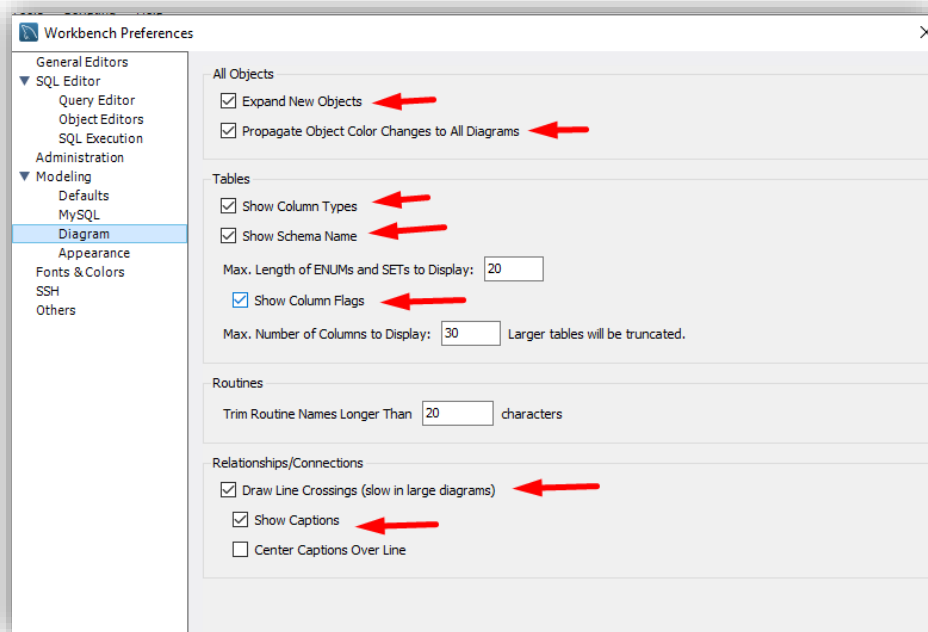 Workbench Preferences
General Editors
SQL Editor
Query Editor
Object Editors
SQL Execution
Administration
Modeling
Defaults
MySQL
Diagram
Appearance
Fonts & Colors
SSH
Others
All Objects
Expand New Objects
Propagate Object Color Changes to All Diagrams
Tables
Show Column Types
Show Schema Name
Max. Length of ENUMs and SETs to Display: 20
Show Column Flags
Max. Number of Columns to Display: 30 Larger tables will be truncated.
Routines
Trim Routine Names Longer Than 20 characters
Relationships/Connections
Draw Line Crossings (slow in large diagrams)
Show Captions
Center Captions Over Line